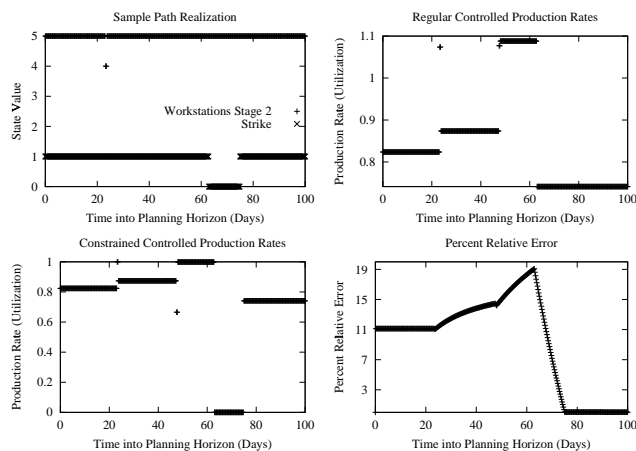 Sample Path Realization
5
4
3
2
1
0
State Value
Workstations Stage 2
Strike
0 20 40 60 80 100
Time into Planning Horizon (Days)
Regular Controlled Production Rates
1.1
1
0.9
0.8
Production Rate (Utilization)
0 20 40 60 80 100
Time into Planning Horizon (Days)
Constrained Controlled Production Rates
1
0.8
0.6
0.4
0.2
0
Production Rate (Utilization)
0 20 40 60 80 100
Time into Planning Horizon (Days)
Percent Relative Error
19
15
11
7
3
Percent Relative Error
0 20 40 60 80 100
Time into Planning Horizon (Days)